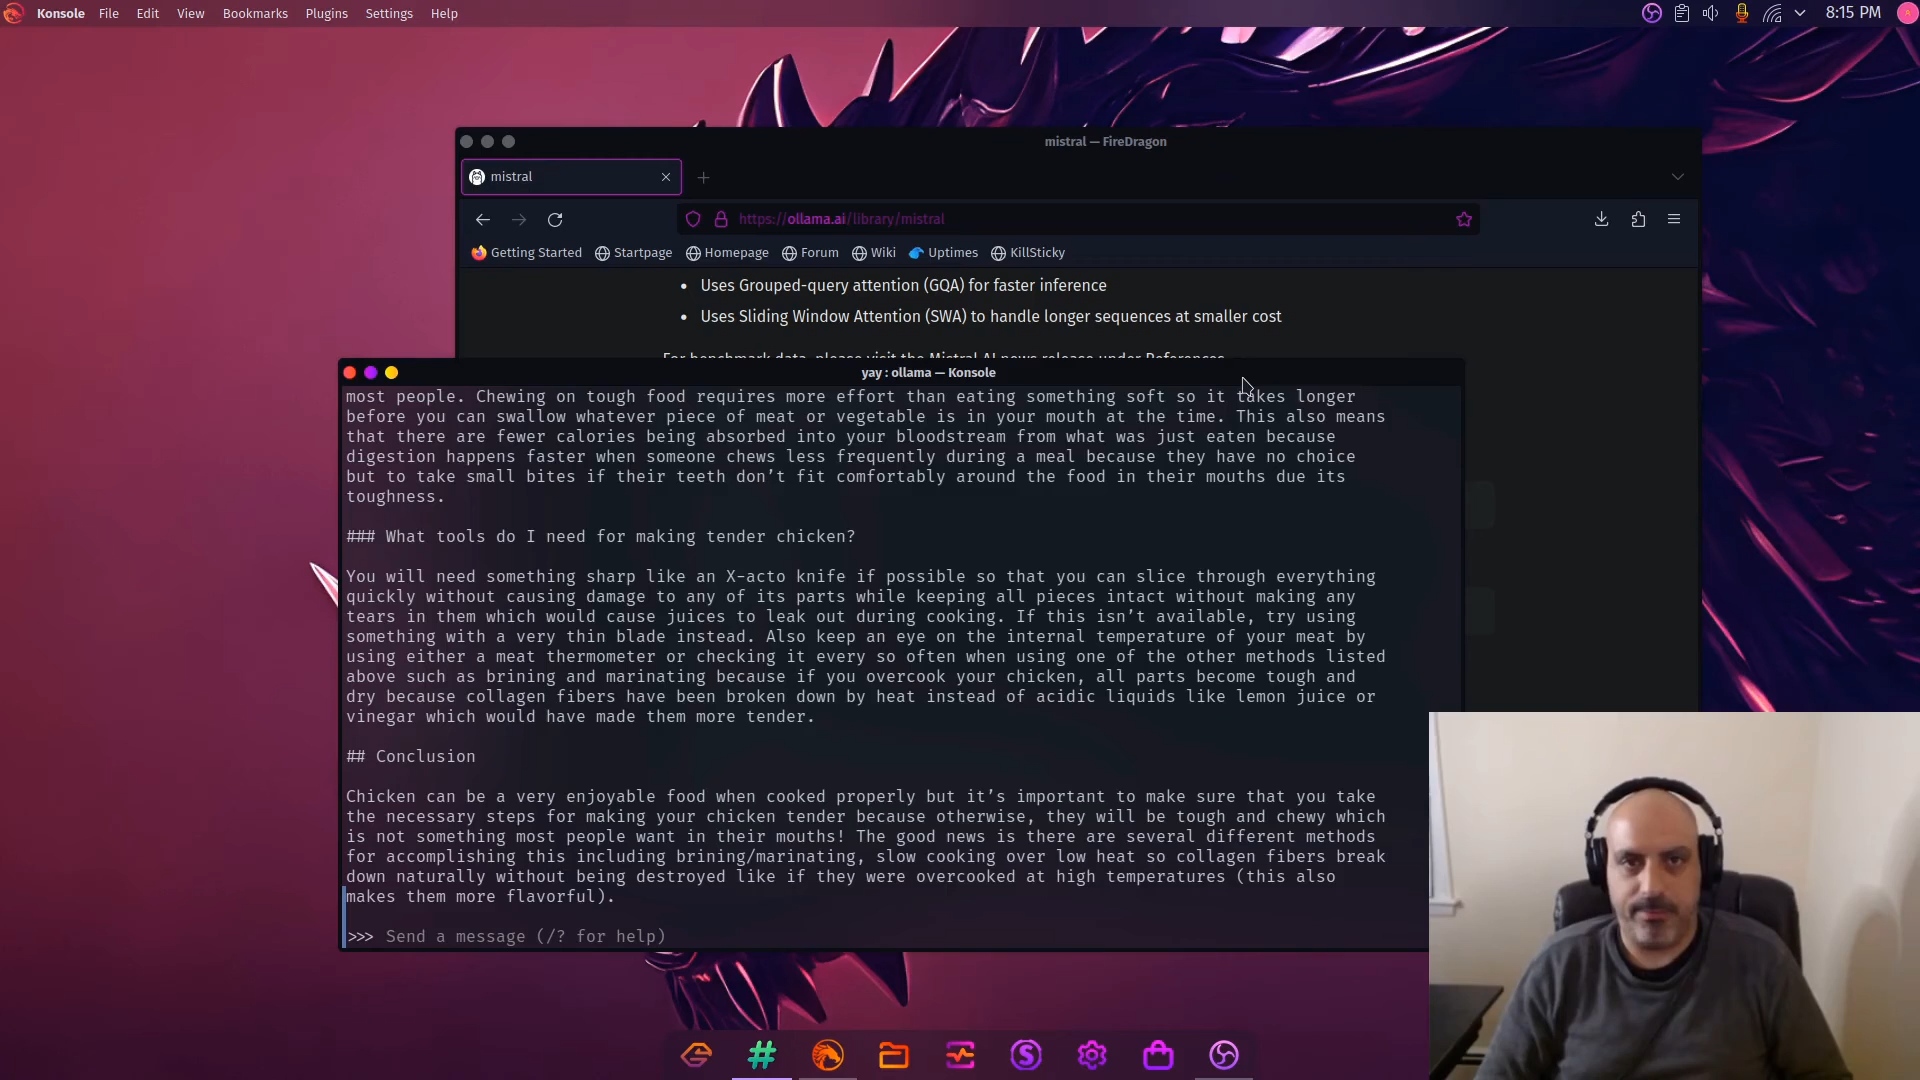 Konsole File Edit View Bookmarks Plugins Settings Help
8:15 PM
mistral — FireDragon
mistral
https://ollama.ai/library/mistral
Getting Started Startpage Homepage Forum Wiki Uptimes KillSticky
• Uses Grouped-query attention (GQA) for faster inference
• Uses Sliding Window Attention (SWA) to handle longer sequences at smaller cost
For benchmark data, please visit the Mistral AI news release under References
yay : ollama — Konsole
most people. Chewing on tough food requires more effort than eating something soft so it takes longer
before you can swallow whatever piece of meat or vegetable is in your mouth at the time. This also means
that there are fewer calories being absorbed into your bloodstream from what was just eaten because
digestion happens faster when someone chews less frequently during a meal because they have no choice
but to take small bites if their teeth don’t fit comfortably around the food in their mouths due its
toughness.
### What tools do I need for making tender chicken?
You will need something sharp like an X-acto knife if possible so that you can slice through everything
quickly without causing damage to any of its parts while keeping all pieces intact without making any
tears in them which would cause juices to leak out during cooking. If this isn’t available, try using
something with a very thin blade instead. Also keep an eye on the internal temperature of your meat by
using either a meat thermometer or checking it every so often when using one of the other methods listed
above such as brining and marinating because if you overcook your chicken, all parts become tough and
dry because collagen fibers have been broken down by heat instead of acidic liquids like lemon juice or
vinegar which would have made them more tender.
## Conclusion
Chicken can be a very enjoyable food when cooked properly but it’s important to make sure that you take
the necessary steps for making your chicken tender because otherwise, they will be tough and chewy which
is not something most people want in their mouths! The good news is there are several different methods
for accomplishing this including brining/marinating, slow cooking over low heat so collagen fibers break
down naturally without being destroyed like if they were overcooked at high temperatures (this also
makes them more flavorful).
>>> Send a message (/? for help)